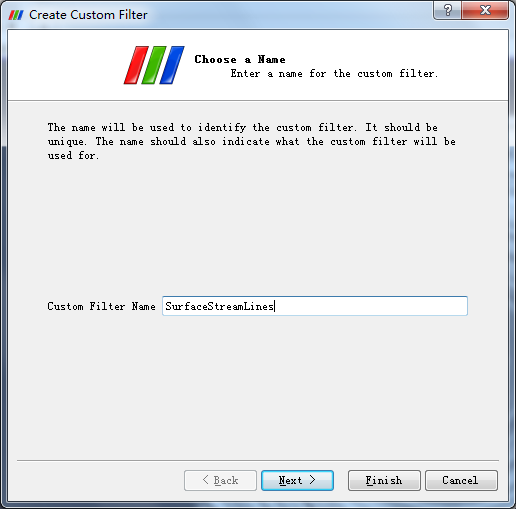 Create Custom Filter
Choose a Name
Enter a name for the custom filter.
The name will be used to identify the custom filter. It should be
unique. The name should also indicate what the custom filter will be
used for.
Custom Filter Name SurfaceStreamLines
< Back Next > Finish Cancel